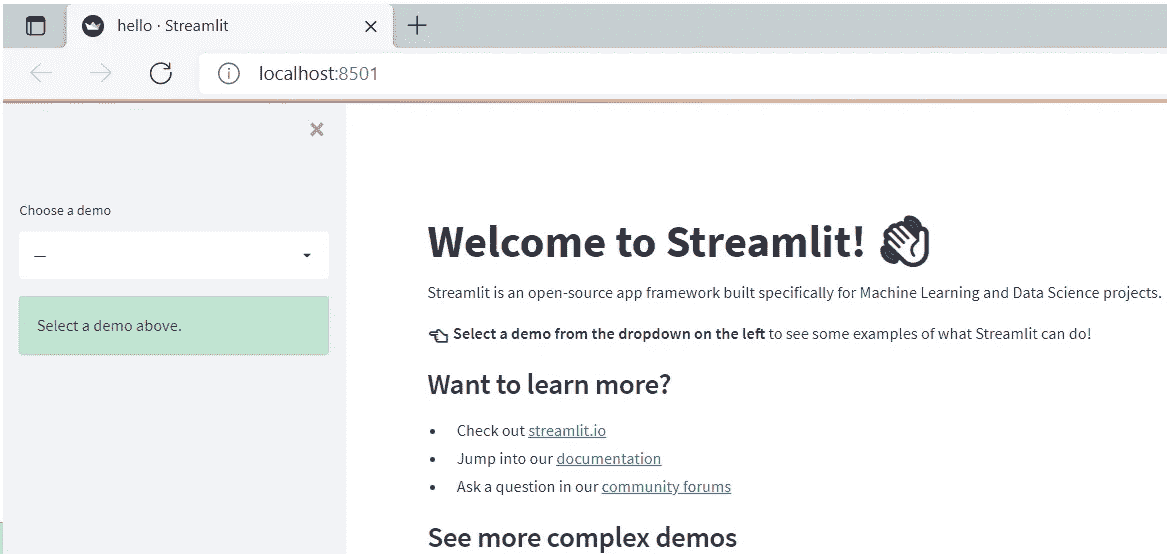 hello · Streamlit
localhost:8501
Choose a demo
—
Select a demo above.
Welcome to Streamlit! 👋
Streamlit is an open-source app framework built specifically for Machine Learning and Data Science projects.
👈 Select a demo from the dropdown on the left to see some examples of what Streamlit can do!
Want to learn more?
• Check out streamlit.io
• Jump into our documentation
• Ask a question in our community forums
See more complex demos